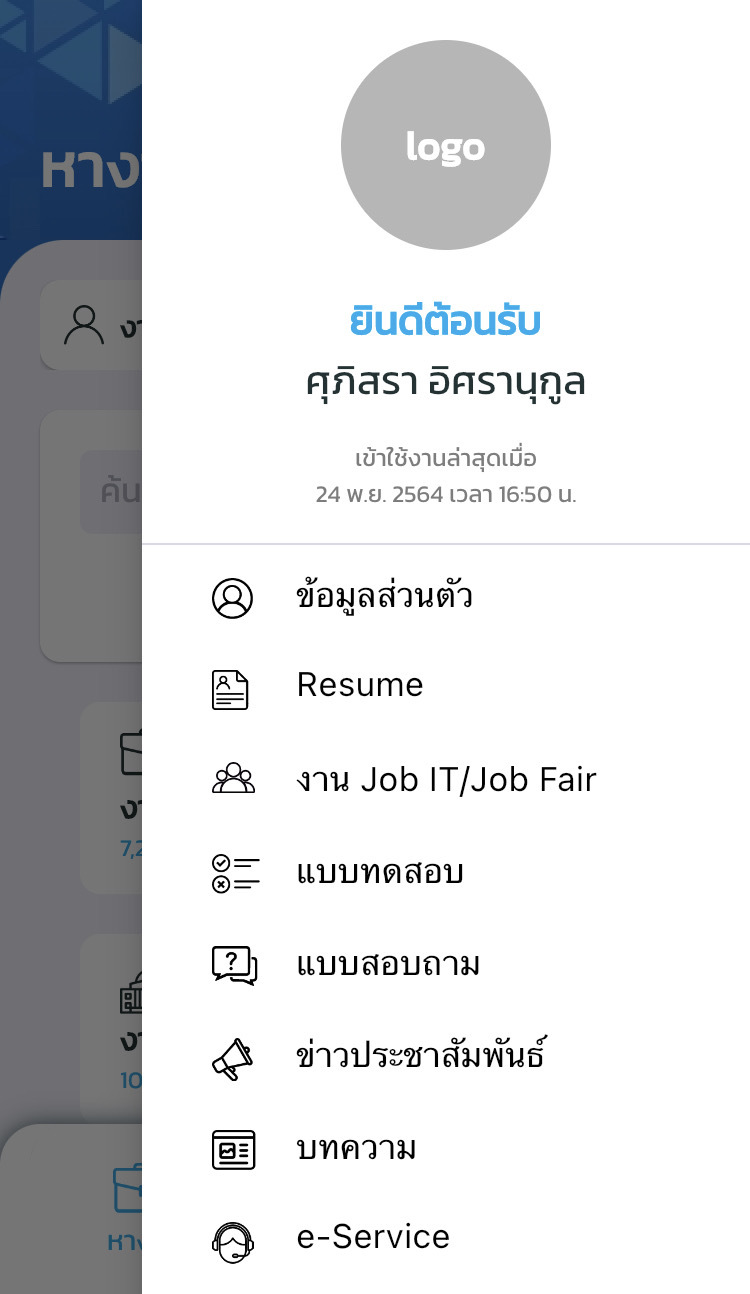 logo
ยินดีต้อนรับ
ศุภิสรา อิศรานุกูล
เข้าใช้งานล่าสุดเมื่อ
24 พ.ย. 2564 เวลา 16:50 น.
ข้อมูลส่วนตัว
Resume
งาน Job IT/Job Fair
แบบทดสอบ
แบบสอบถาม
ข่าวประชาสัมพันธ์
บทความ
e-Service